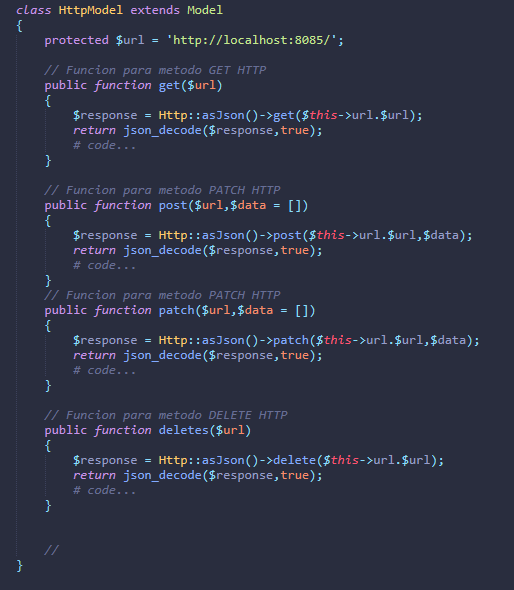 class HttpModel extends Model
{
    protected $url = 'http://localhost:8085/';

    // Funcion para metodo GET HTTP
    public function get($url)
    {
        $response = Http::asJson()->get($this->url.$url);
        return json_decode($response,true);
        # code...
    }

    // Funcion para metodo PATCH HTTP
    public function post($url,$data = [])
    {
        $response = Http::asJson()->post($this->url.$url,$data);
        return json_decode($response,true);
        # code...
    }
    // Funcion para metodo PATCH HTTP
    public function patch($url,$data = [])
    {
        $response = Http::asJson()->patch($this->url.$url,$data);
        return json_decode($response,true);
        # code...
    }

    // Funcion para metodo DELETE HTTP
    public function deletes($url)
    {
        $response = Http::asJson()->delete($this->url.$url);
        return json_decode($response,true);
        # code...
    }


    //
}